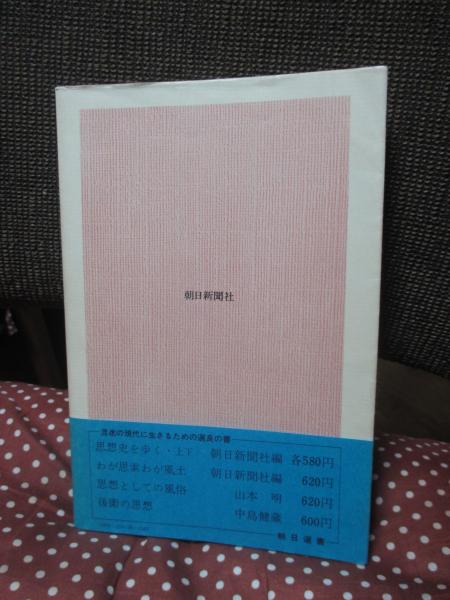 朝日新聞社
混迷の現代に生きるための選良の書
思想史を歩く・上下 朝日新聞社編 各580円
わが思索わが風土 朝日新聞社編 620円
思想としての風俗 山本 明 620円
後衛の思想 中島健蔵 600円
朝日選書